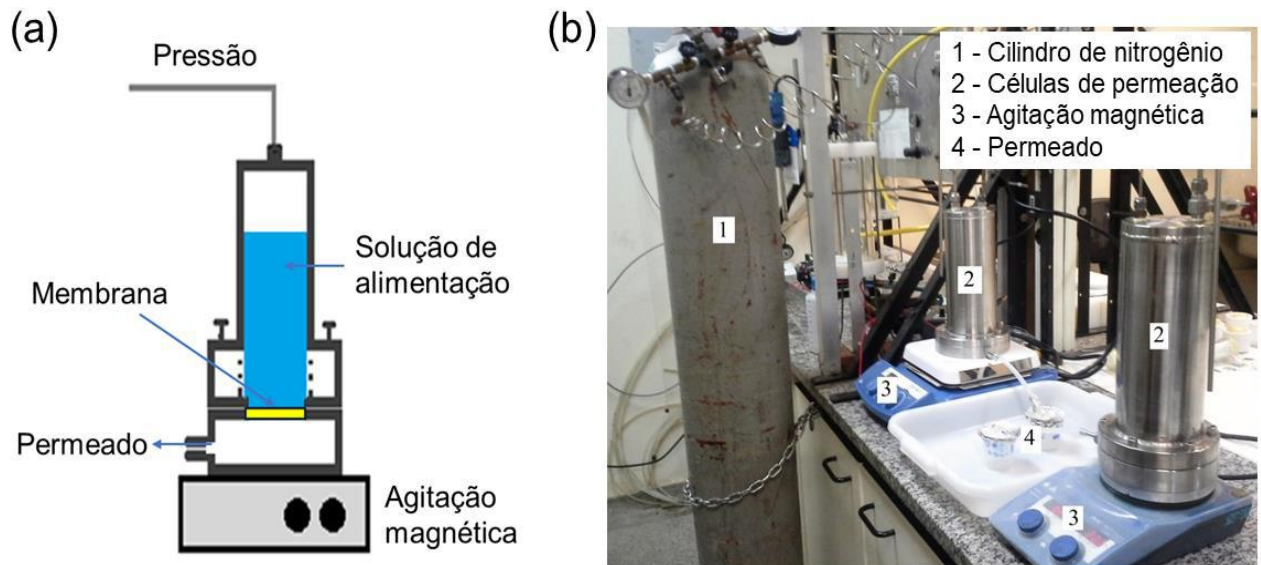 (a)
Pressão
Solução de
alimentação
Membrana
Permeado
Agitação
magnética
(b)
1 - Cilindro de nitrogênio
2 - Células de permeação
3 - Agitação magnética
4 - Permeado
1
2
2
3
4
3